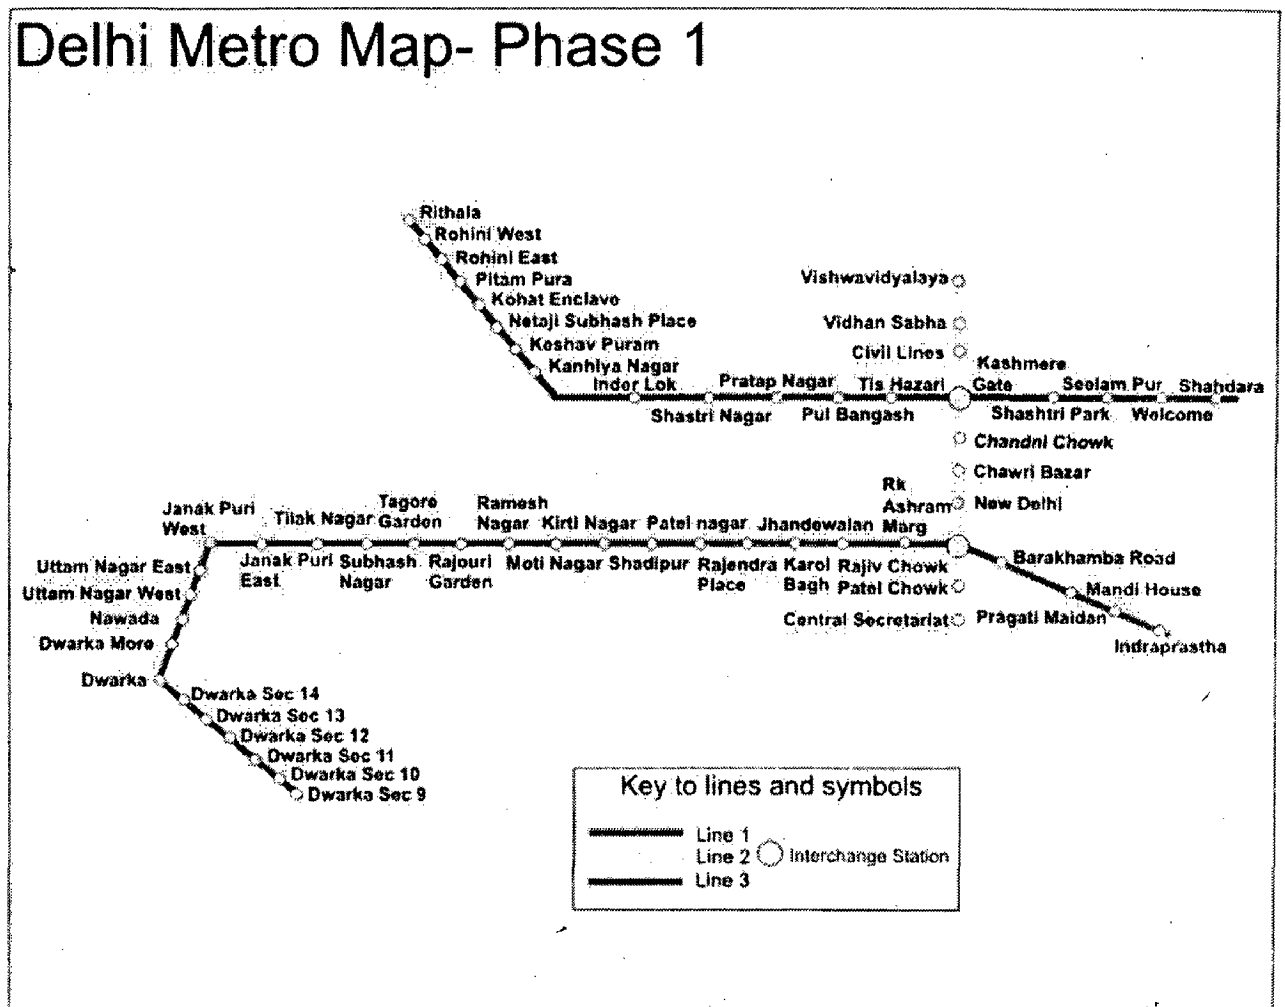 Delhi Metro Map- Phase 1
Rithala
Rohini West
Rohini East
Pitam Pura
Kohat Enclave
Netaji Subhash Place
Keshav Puram
Kanhiya Nagar
Inder Lok
Shastri Nagar
Pratap Nagar
Pul Bangash
Tis Hazari
Kashmere
Gate
Shashtri Park
Seelam Pur
Welcome
Shahdara
Vishwavidyalaya
Vidhan Sabha
Civil Lines
Chandni Chowk
Chawri Bazar
New Delhi
Rajiv Chowk
Patel Chowk
Central Secretariat
Barakhamba Road
Mandi House
Pragati Maidan
Indraprastha
Rk
Ashram
Marg
Jhandewalan
Karol
Bagh
Rajendra
Place
Patel nagar
Shadipur
Kirti Nagar
Moti Nagar
Ramesh
Nagar
Rajouri
Garden
Tagore
Garden
Subhash
Nagar
Tilak Nagar
Janak Puri
East
Janak Puri
West
Uttam Nagar East
Uttam Nagar West
Nawada
Dwarka More
Dwarka
Dwarka Sec 14
Dwarka Sec 13
Dwarka Sec 12
Dwarka Sec 11
Dwarka Sec 10
Dwarka Sec 9
Key to lines and symbols
Line 1
Line 2
Interchange Station
Line 3